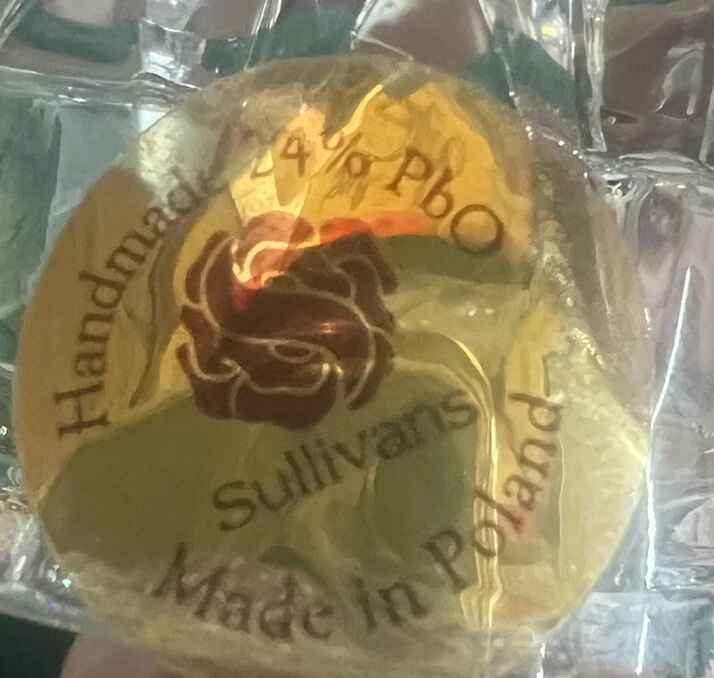 Handmade 24% PbO
Sullivans
Made in Poland